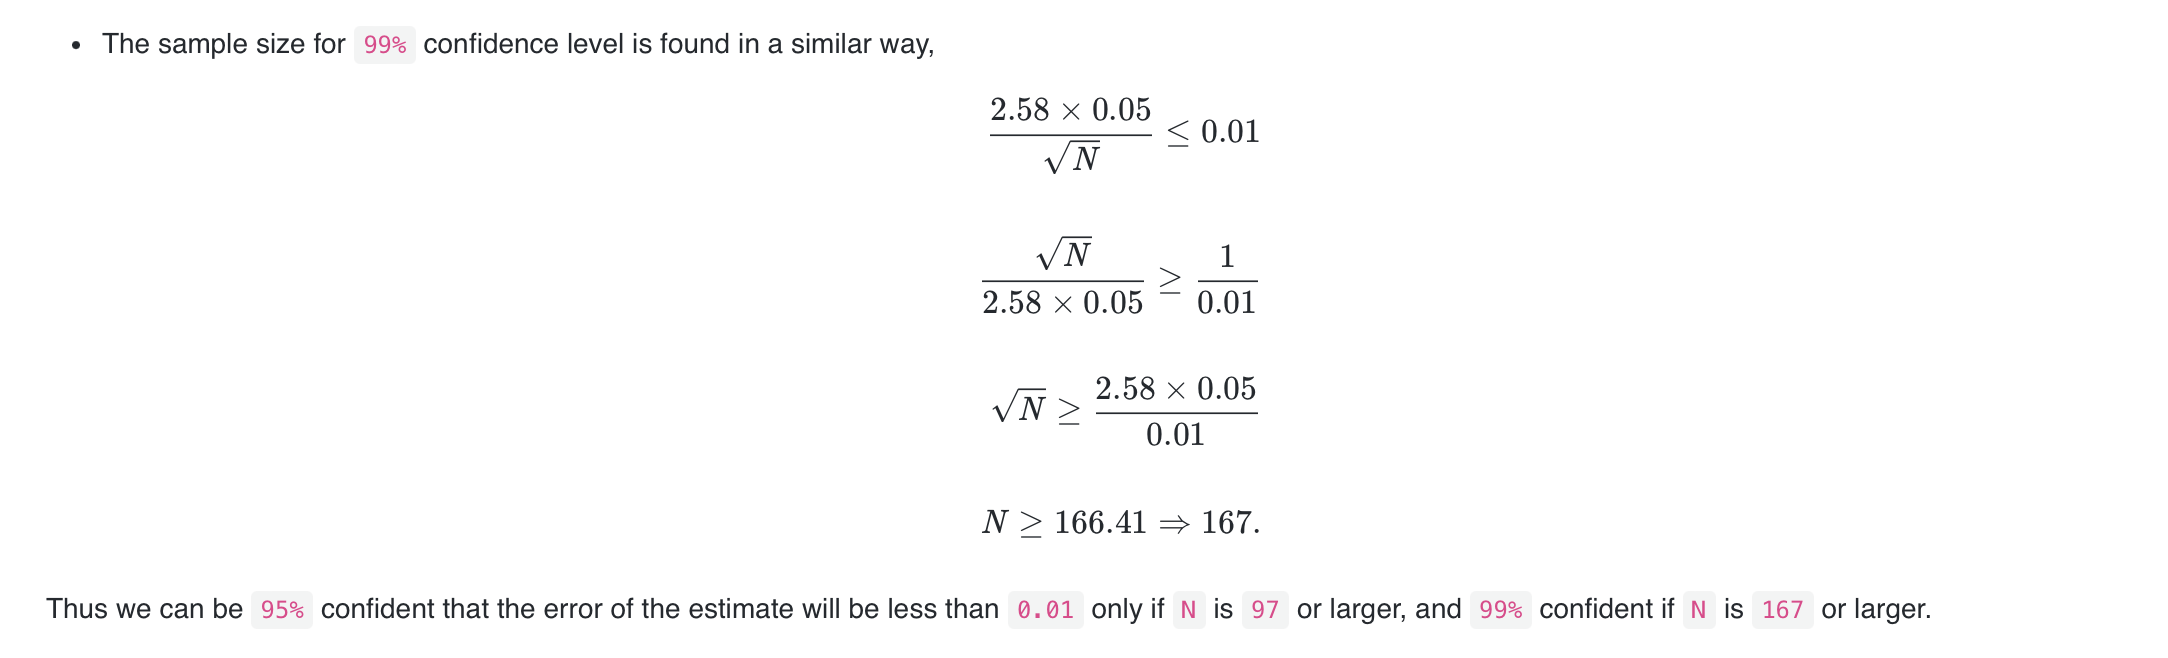 • The sample size for 99% confidence level is found in a similar way,
\frac{2.58 \times 0.05}{\sqrt{N}} \leq 0.01
\frac{\sqrt{N}}{2.58 \times 0.05} \geq \frac{1}{0.01}
\sqrt{N} \geq \frac{2.58 \times 0.05}{0.01}
N \geq 166.41 \Rightarrow 167.
Thus we can be 95% confident that the error of the estimate will be less than 0.01 only if N is 97 or larger, and 99% confident if N is 167 or larger.